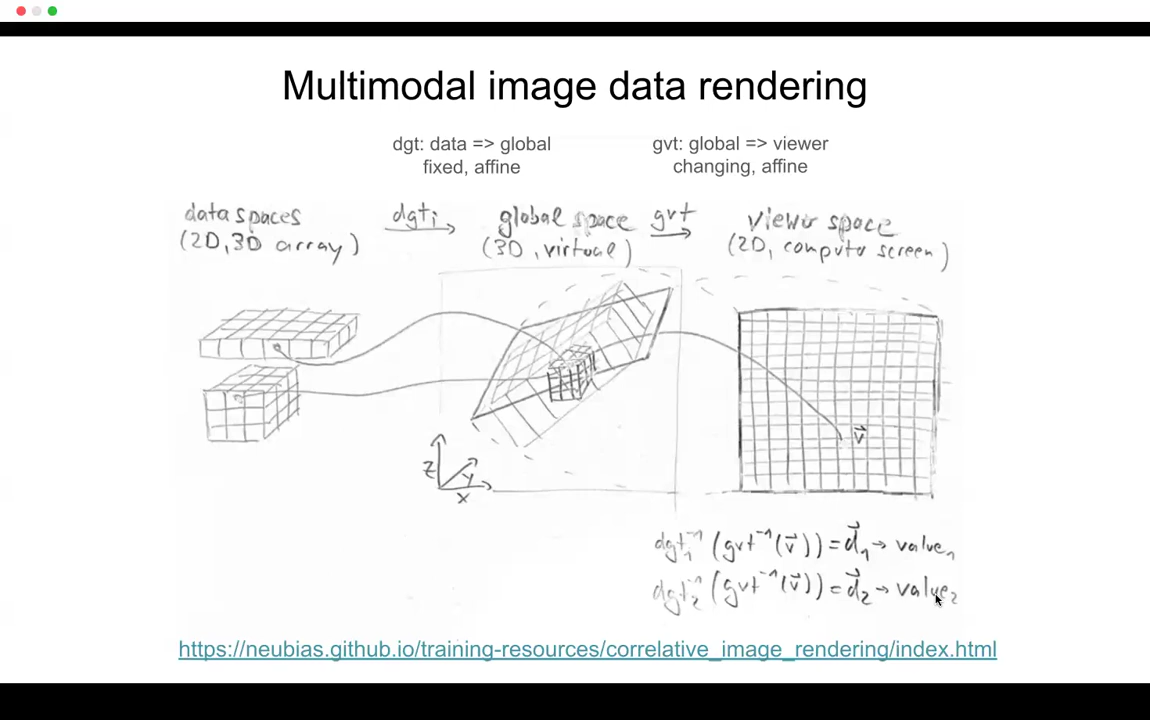 Multimodal image data rendering
dgt: data => global
fixed, affine
gvt: global => viewer
changing, affine
data spaces
(2D,3D array)
dgtᵢ
global space
(3D, virtual)
gvt
viewer space
(2D, computer screen)
v⃗
Z
Y
X
dgt₁⁻¹(gvt⁻¹(v⃗))=d⃗₁→value₁
dgt₂⁻¹(gvt⁻¹(v⃗))=d⃗₂→value₂
https://neubias.github.io/training-resources/correlative_image_rendering/index.html